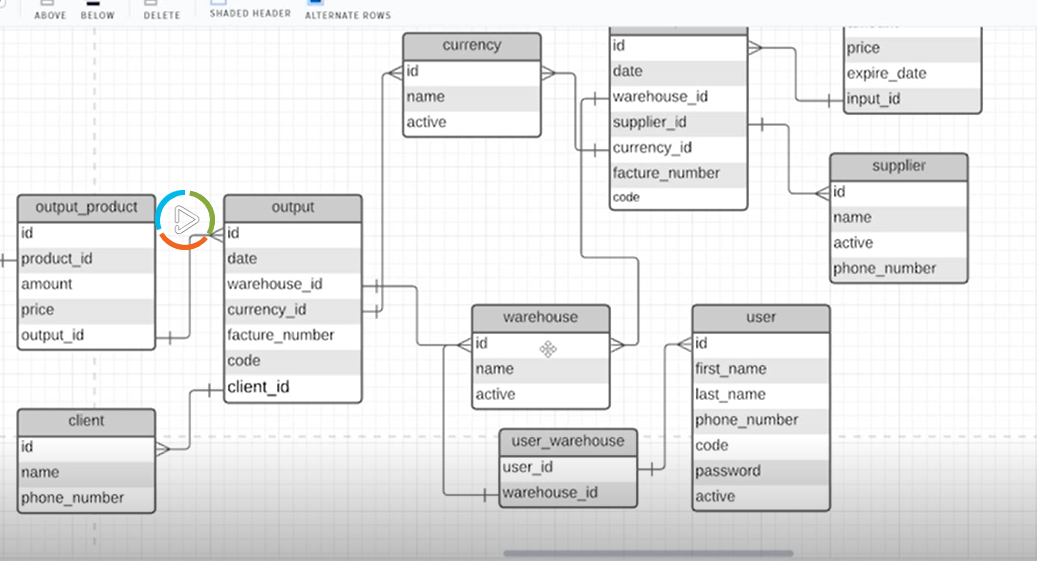 ABOVE
BELOW
DELETE
SHADED HEADER
ALTERNATE ROWS
currency
id
name
active
id
date
warehouse_id
supplier_id
currency_id
facture_number
code
price
expire_date
input_id
supplier
id
name
active
phone_number
output_product
id
product_id
amount
price
output_id
output
id
date
warehouse_id
currency_id
facture_number
code
client_id
client
id
name
phone_number
warehouse
id
name
active
user_warehouse
user_id
warehouse_id
user
id
first_name
last_name
phone_number
code
password
active